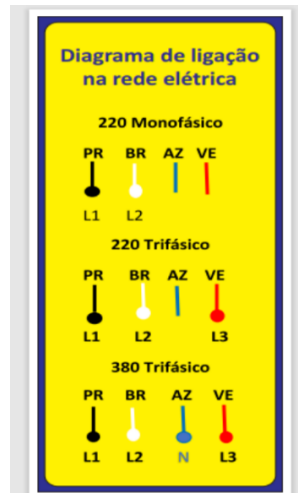 Diagrama de ligação
na rede elétrica
220 Monofásico
PR BR AZ VE
L1 L2
220 Trifásico
PR BR AZ VE
L1 L2 L3
380 Trifásico
PR BR AZ VE
L1 L2 N L3